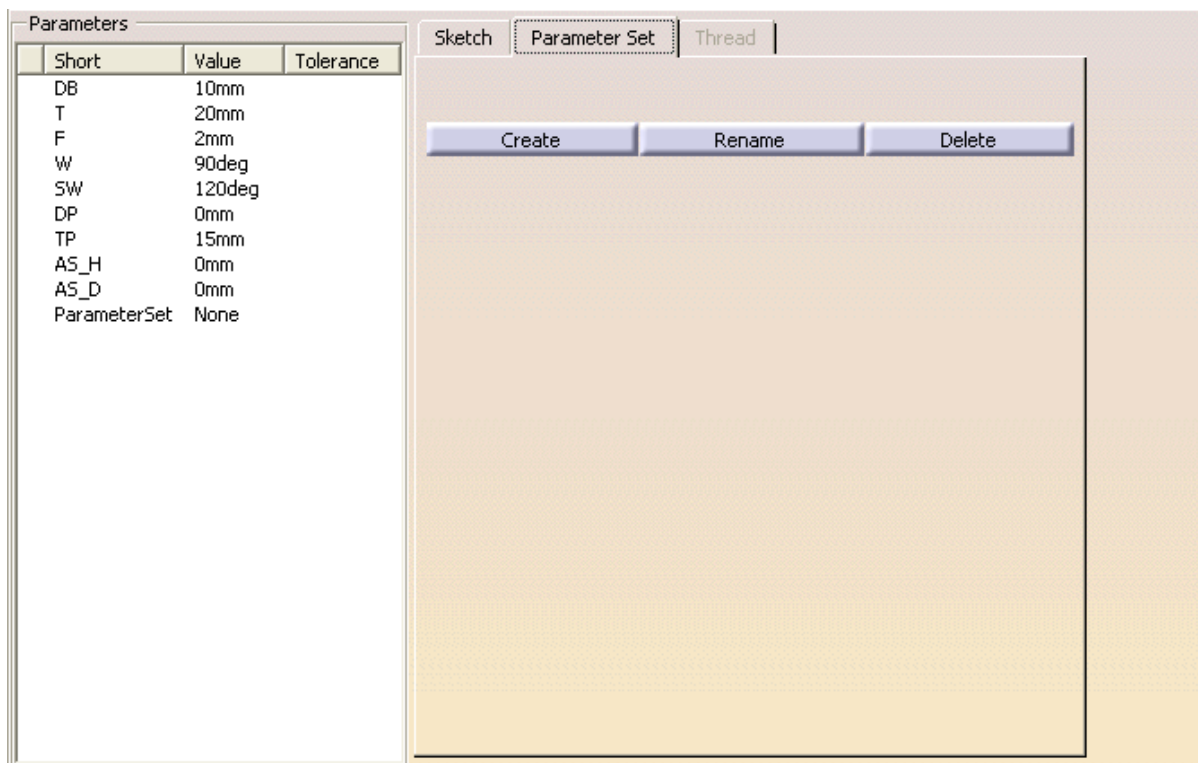 Parameters
Short Value Tolerance
DB 10mm
T 20mm
F 2mm
W 90deg
SW 120deg
DP 0mm
TP 15mm
AS_H 0mm
AS_D 0mm
ParameterSet None
Sketch Parameter Set Thread
Create Rename Delete